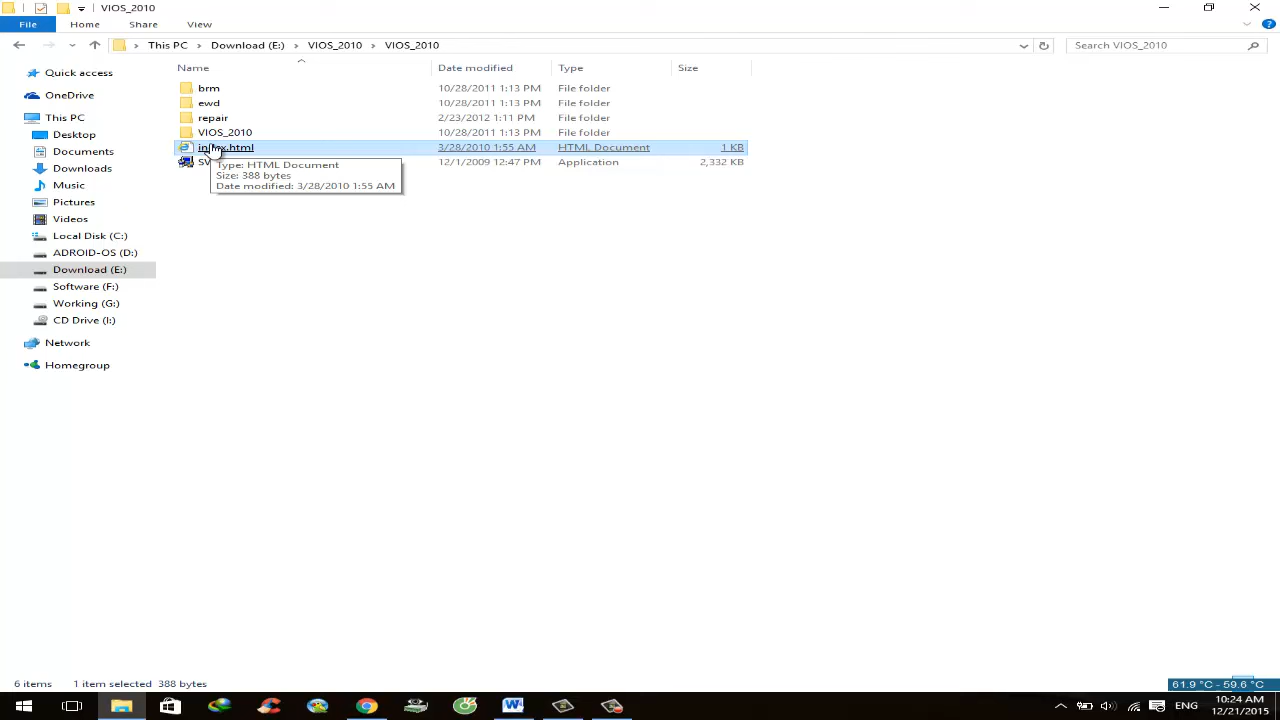 VIOS_2010
File Home Share View
This PC Download (E:) VIOS_2010 VIOS_2010 Search VIOS_2010
Name Date modified Type Size
Quick access
OneDrive
This PC
Desktop
Documents
Downloads
Music
Pictures
Videos
Local Disk (C:)
ADROID-OS (D:)
Download (E:)
Software (F:)
Working (G:)
CD Drive (I:)
Network
Homegroup
brm 10/28/2011 1:13 PM File folder
ewd 10/28/2011 1:13 PM File folder
repair 2/23/2012 1:11 PM File folder
VIOS_2010 10/28/2011 1:13 PM File folder
index.html 3/28/2010 1:55 AM HTML Document 1 KB
12/1/2009 12:47 PM Application 2,332 KB
Type: HTML Document
Size: 388 bytes
Date modified: 3/28/2010 1:55 AM
6 items 1 item selected 388 bytes
61.9 °C - 59.6 °C
ENG
10:24 AM
12/21/2015